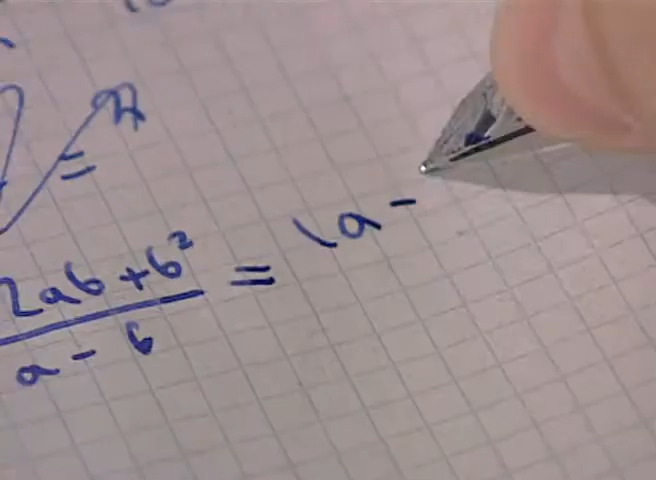 =
2ab + b² = (a -
a - b